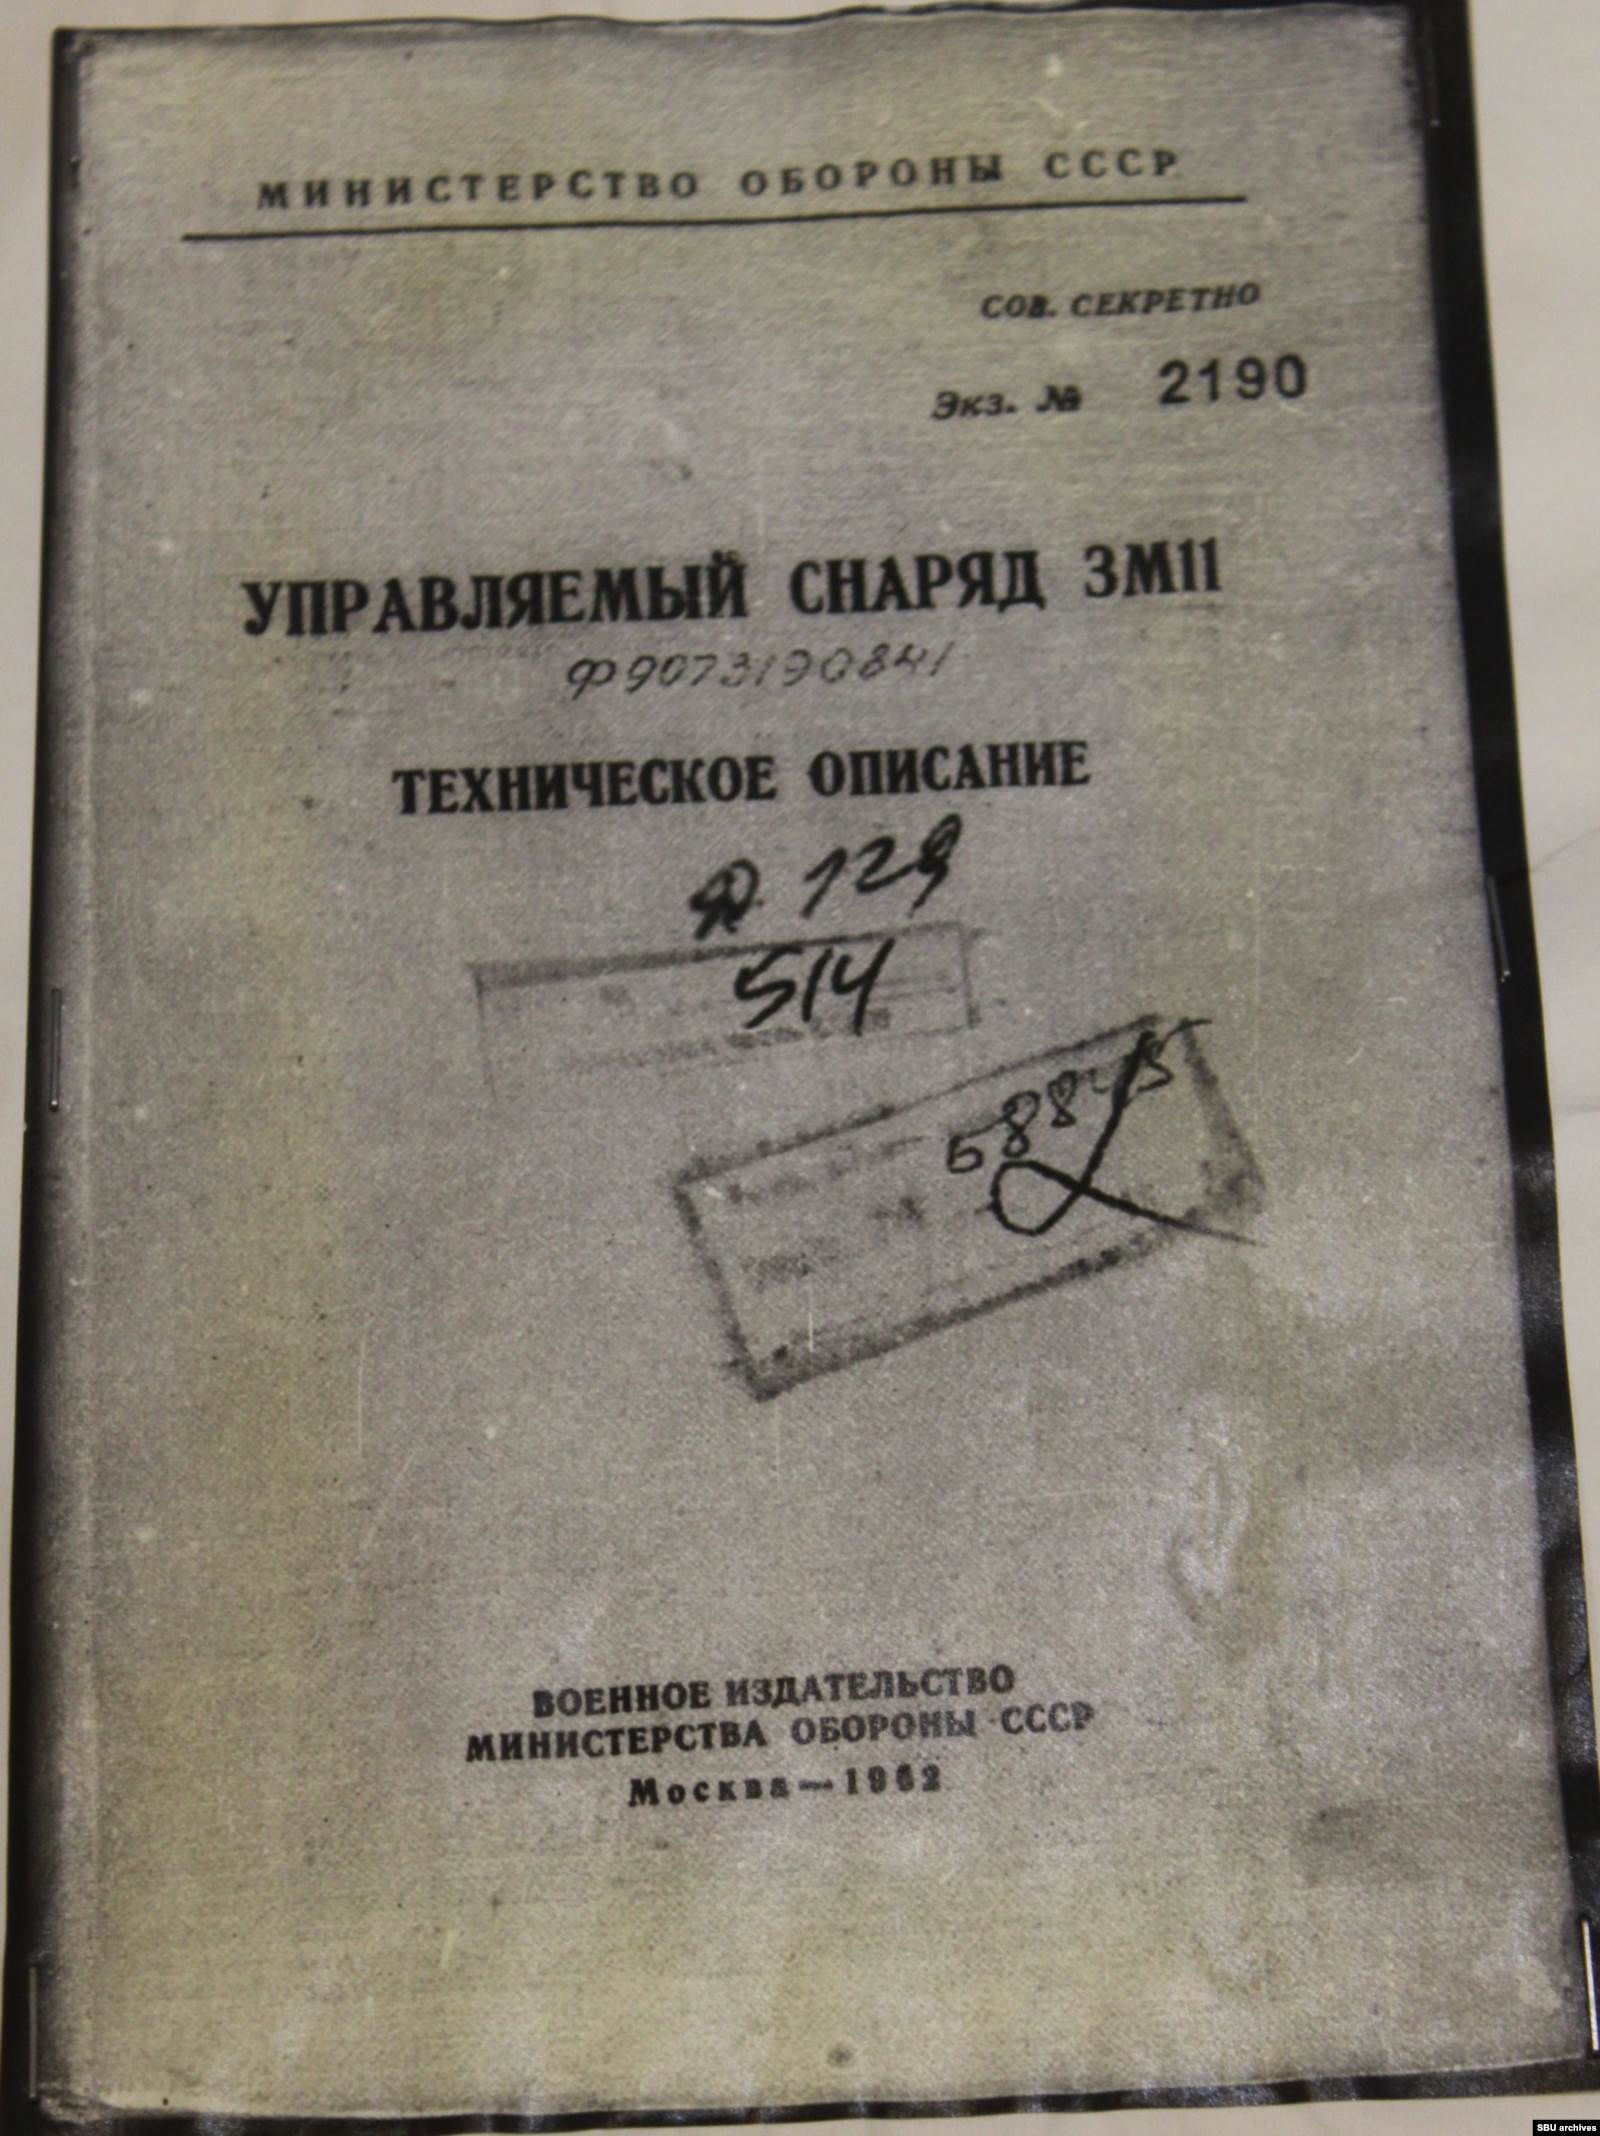 МИНИСТЕРСТВО ОБОРОНЫ СССР
СОВ. СЕКРЕТНО
Экз. № 2190
УПРАВЛЯЕМЫЙ СНАРЯД 3М11
Ф9073190841
ТЕХНИЧЕСКОЕ ОПИСАНИЕ
129
514
ВОЕННОЕ ИЗДАТЕЛЬСТВО
МИНИСТЕРСТВА ОБОРОНЫ СССР
Москва — 1962
SBU archives